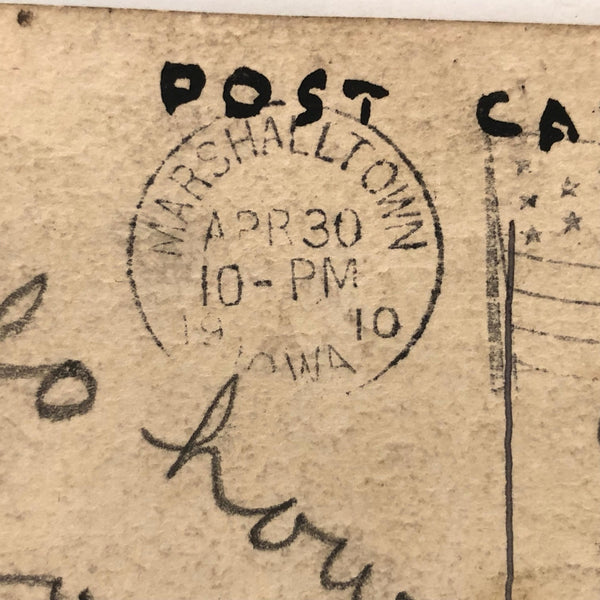 POST CA
MARSHALLTOWN
APR 30
10-PM
19 10
IOWA